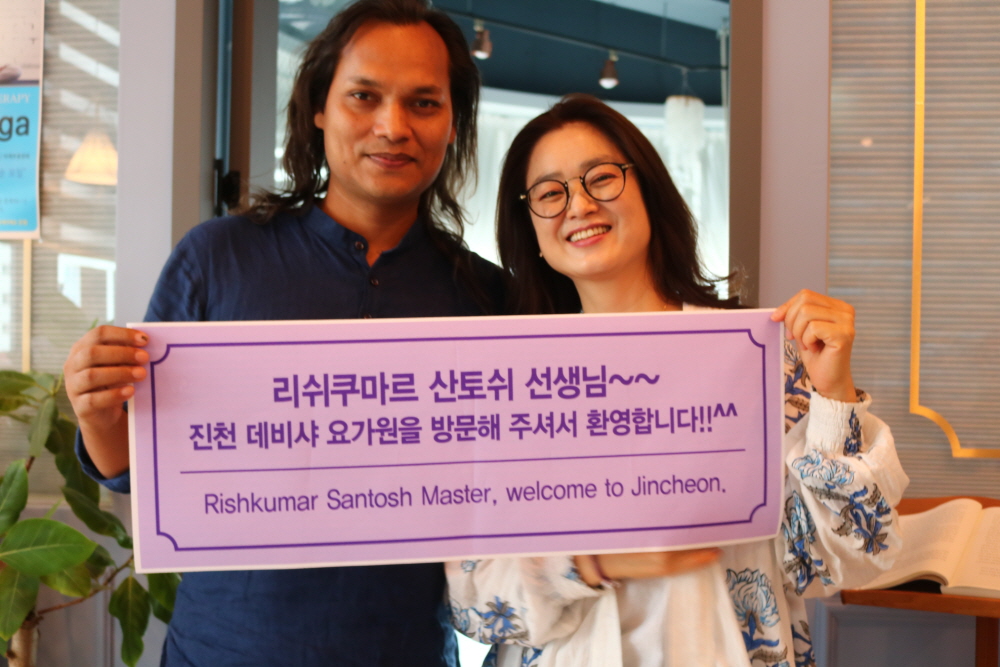 RAPY
ga
리쉬쿠마르 산토쉬 선생님~~
진천 데비샤 요가원을 방문해 주셔서 환영합니다!!^^
Rishkumar Santosh Master, welcome to Jincheon.